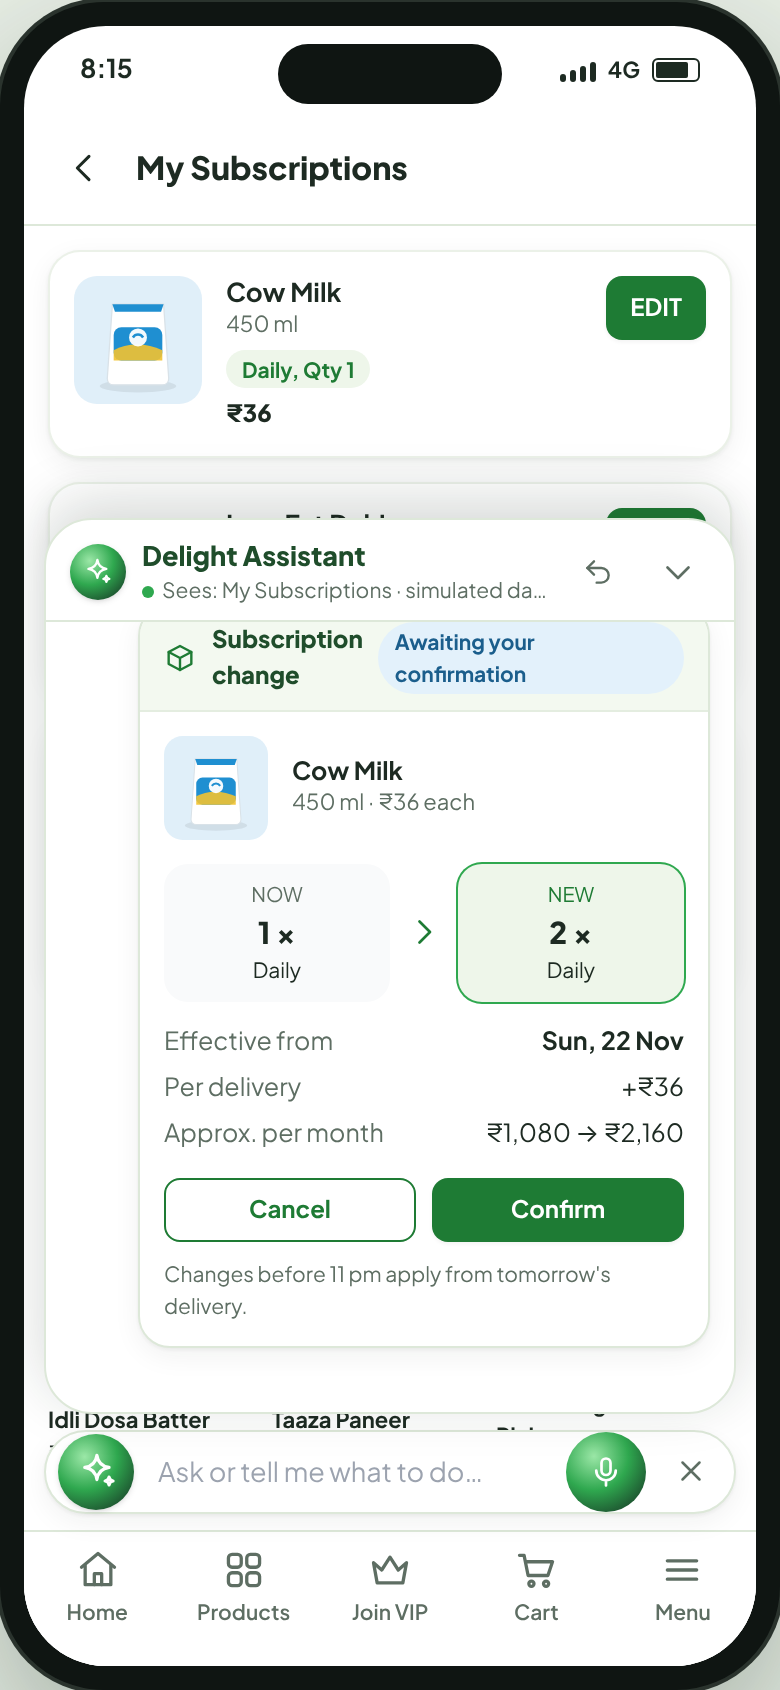 8:15
4G
My Subscriptions
Cow Milk
450 ml
EDIT
Daily, Qty 1
₹36
Delight Assistant
Sees: My Subscriptions · simulated da...
Subscription change
Awaiting your confirmation
Cow Milk
450 ml · ₹36 each
NOW
1 ×
Daily
NEW
2 ×
Daily
Effective from
Sun, 22 Nov
Per delivery
+₹36
Approx. per month
₹1,080 → ₹2,160
Cancel
Confirm
Changes before 11 pm apply from tomorrow's
delivery.
Idli Dosa Batter
Taaza Paneer
Ask or tell me what to do...
Home
Products
Join VIP
Cart
Menu